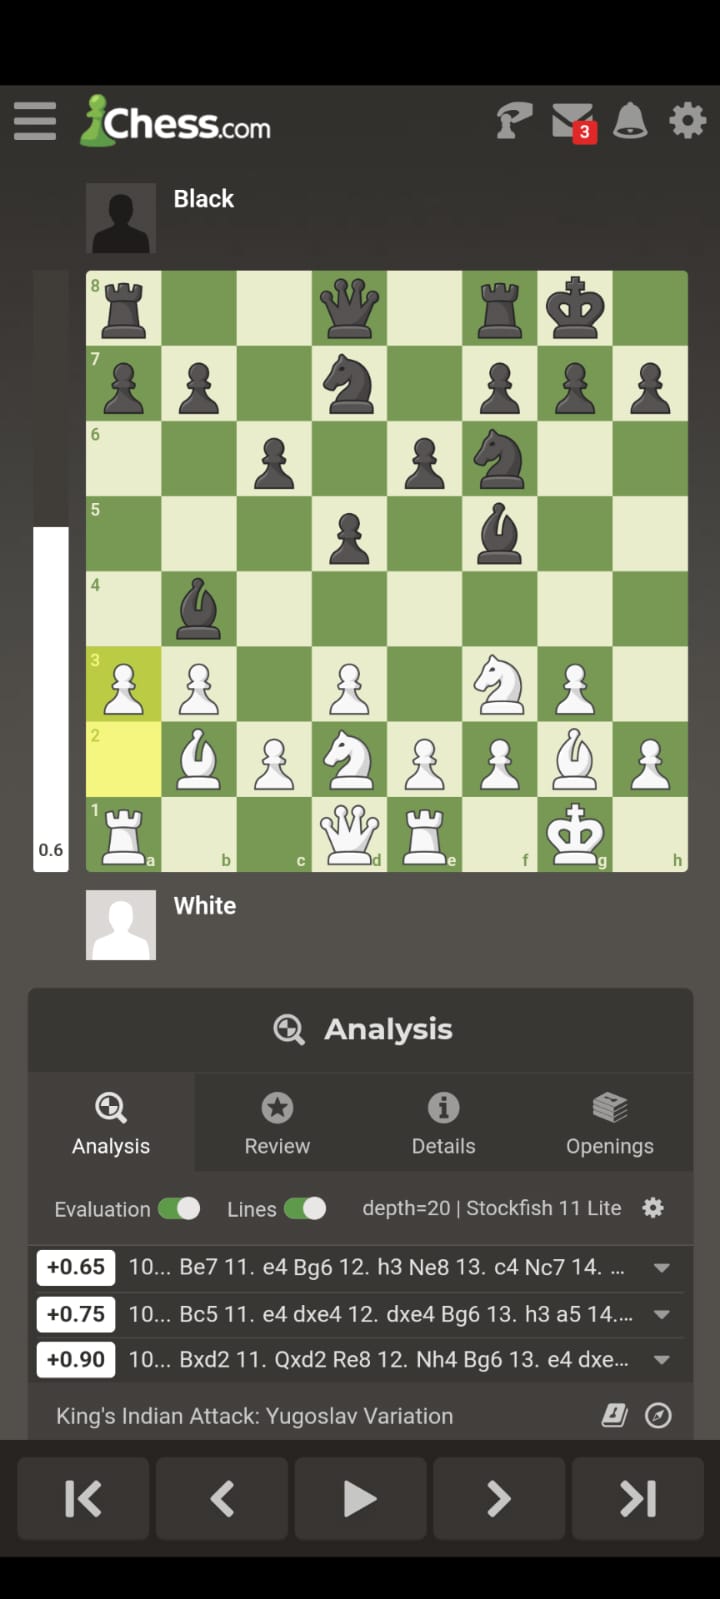 Chess.com
3
Black
8
7
6
5
4
3
2
1
a b c d e f g h
0.6
White
Analysis
Analysis Review Details Openings
Evaluation Lines depth=20 | Stockfish 11 Lite
+0.65 10... Be7 11. e4 Bg6 12. h3 Ne8 13. c4 Nc7 14. ...
+0.75 10... Bc5 11. e4 dxe4 12. dxe4 Bg6 13. h3 a5 14....
+0.90 10... Bxd2 11. Qxd2 Re8 12. Nh4 Bg6 13. e4 dxe...
King's Indian Attack: Yugoslav Variation